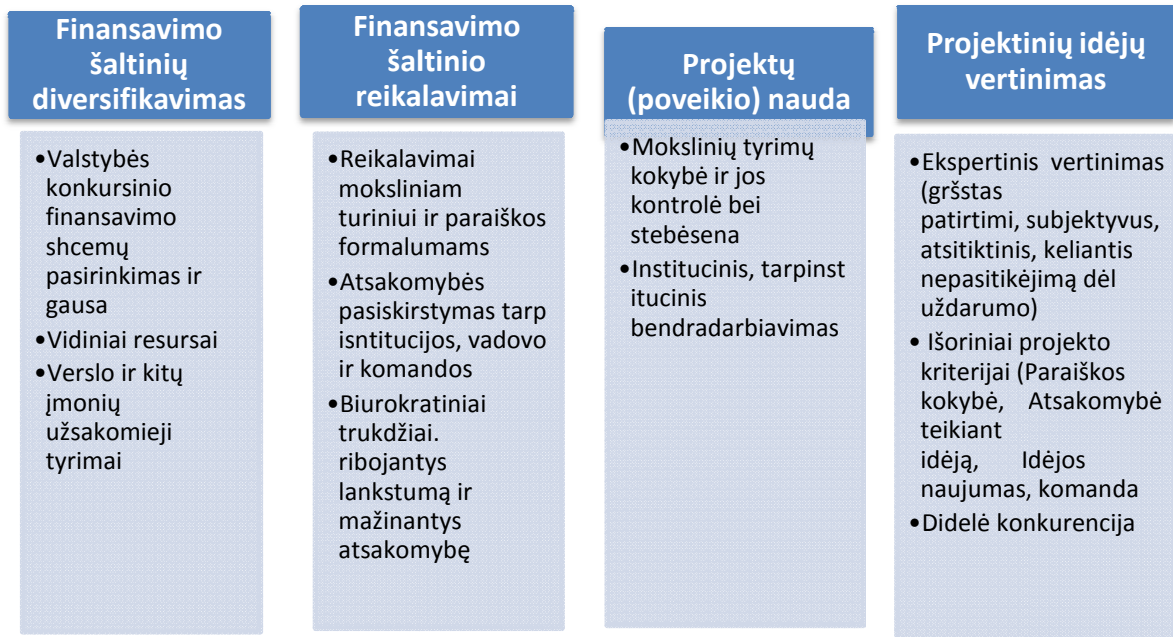 Finansavimo
šaltinių
diversifikavimas
•Valstybės
konkursinio
finansavimo
shcemų
pasirinkimas ir
gausa
•Vidiniai resursai
•Verslo ir kitų
įmonių
užsakomieji
tyrimai
Finansavimo
šaltinio
reikalavimai
•Reikalavimai
moksliniam
turiniui ir paraiškos
formalumams
•Atsakomybės
pasiskirstymas tarp
isntitucijos, vadovo
ir komandos
•Biurokratiniai
trukdžiai.
ribojantys
lankstumą ir
mažinantys
atsakomybę
Projektų
(poveikio) nauda
•Mokslinių tyrimų
kokybė ir jos
kontrolė bei
stebėsena
•Institucinis, tarpinst
itucinis
bendradarbiavimas
Projektinių idėjų
vertinimas
•Ekspertinis vertinimas
(gršstas
patirtimi, subjektyvus,
atsitiktinis, keliantis
nepasitikėjimą dėl
uždarumo)
• Išoriniai projekto
kriterijai (Paraiškos
kokybė, Atsakomybė
teikiant
idėją, Idėjos
naujumas, komanda
•Didelė konkurencija